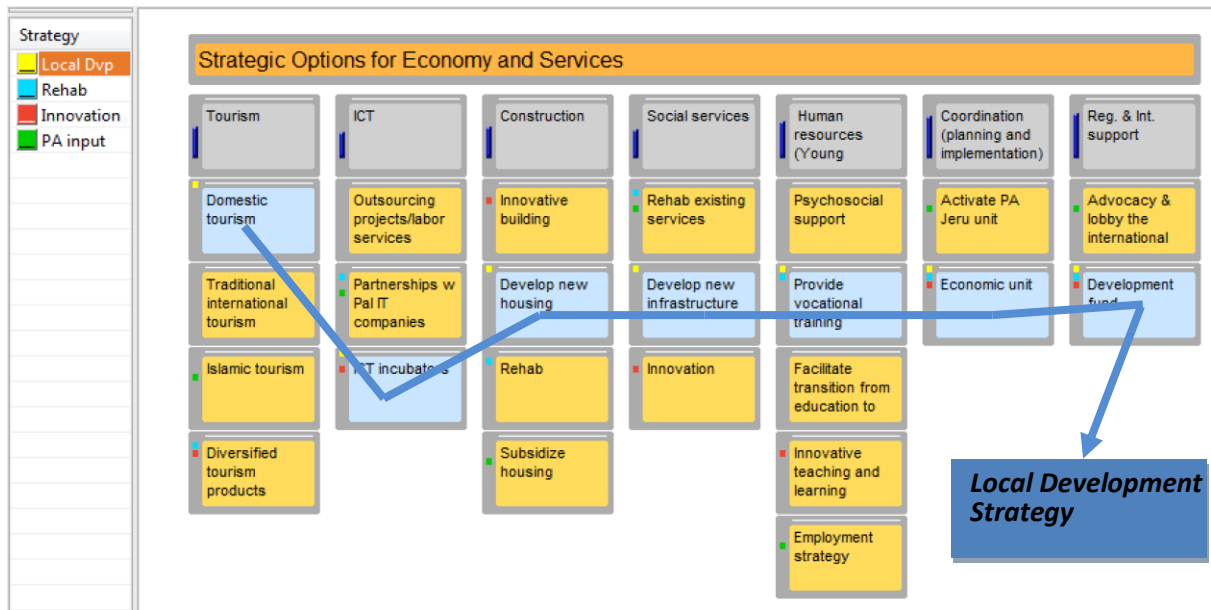 Strategy
Local Dvp
Rehab
Innovation
PA input
Strategic Options for Economy and Services
Tourism
Domestic
tourism
Traditional
international
tourism
Islamic tourism
Diversified
tourism
products
ICT
Outsourcing
projects/labor
services
Partnerships w
Pal IT
companies
ICT incubators
Construction
Innovative
building
Develop new
housing
Rehab
Subsidize
housing
Social services
Rehab existing
services
Develop new
infrastructure
Innovation
Human
resources
(Young
Psychosocial
support
Provide
vocational
training
Facilitate
transition from
education to
Innovative
teaching and
learning
Employment
strategy
Coordination
(planning and
implementation)
Activate PA
Jeru unit
Economic unit
Reg. & Int.
support
Advocacy &
lobby the
international
Development
fund
Local Development
Strategy